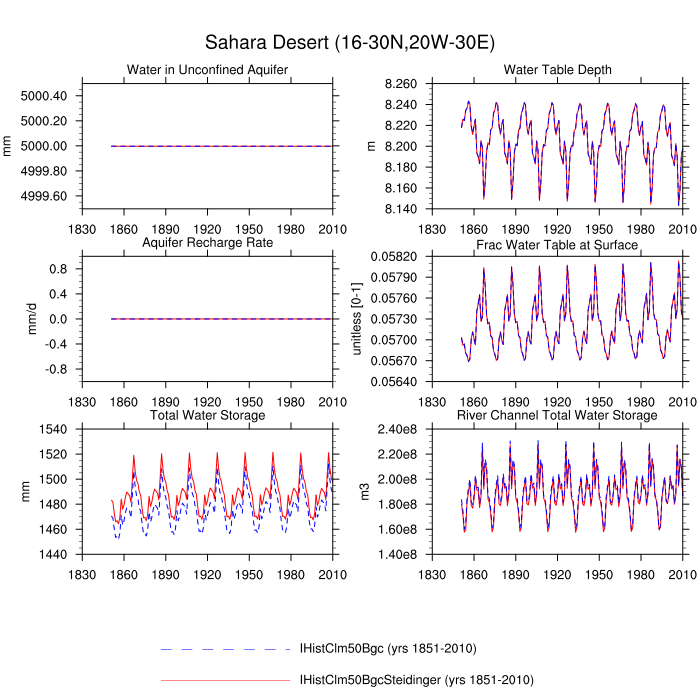 Sahara Desert (16-30N,20W-30E)
Water in Unconfined Aquifer
mm
5000.40
5000.20
5000.00
4999.80
4999.60
1830 1860 1890 1920 1950 1980 2010
Water Table Depth
m
8.260
8.240
8.220
8.200
8.180
8.160
8.140
1830 1860 1890 1920 1950 1980 2010
Aquifer Recharge Rate
mm/d
0.8
0.4
0.0
-0.4
-0.8
1830 1860 1890 1920 1950 1980 2010
Frac Water Table at Surface
unitless [0-1]
0.05820
0.05790
0.05760
0.05730
0.05700
0.05670
0.05640
1830 1860 1890 1920 1950 1980 2010
Total Water Storage
mm
1540
1520
1500
1480
1460
1440
1830 1860 1890 1920 1950 1980 2010
River Channel Total Water Storage
m3
2.40e8
2.20e8
2.00e8
1.80e8
1.60e8
1.40e8
1830 1860 1890 1920 1950 1980 2010
IHistClm50Bgc (yrs 1851-2010)
IHistClm50BgcSteidinger (yrs 1851-2010)